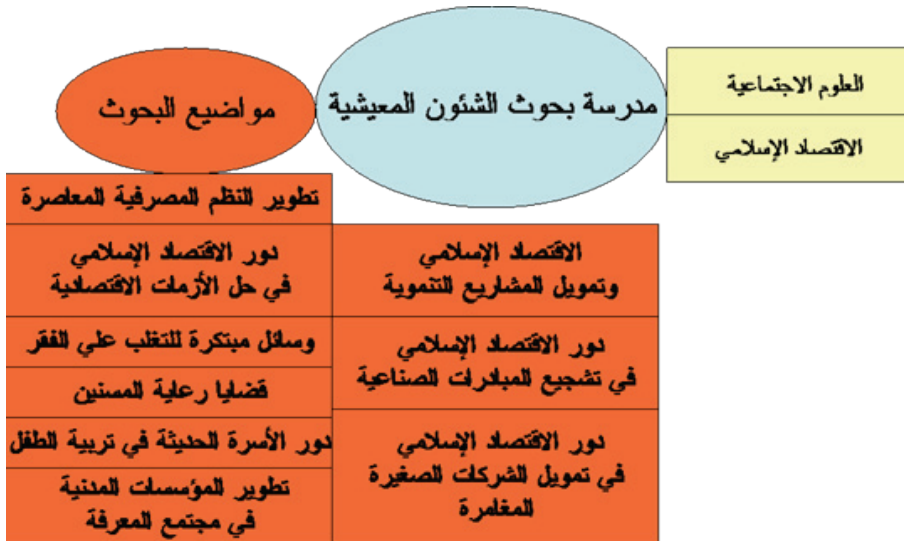 العلوم الاجتماعية
الاقتصاد الإسلامي
مدرسة بحوث الشئون المعيشية
مواضيع البحوث
الاقتصاد الإسلامي
وتمويل المشاريع التنموية
دور الاقتصاد الإسلامي
في تشجيع المبادرات الصناعية
دور الاقتصاد الإسلامي
في تمويل الشركات الصغيرة
المغامرة
تطوير النظم المصرفية المعاصرة
دور الاقتصاد الإسلامي
في حل الأزمات الاقتصادية
وسائل مبتكرة للتغلب علي الفقر
قضايا رعاية المسنين
دور الأسرة الحديثة في تربية الطفل
تطوير المؤسسات المدنية
في مجتمع المعرفة